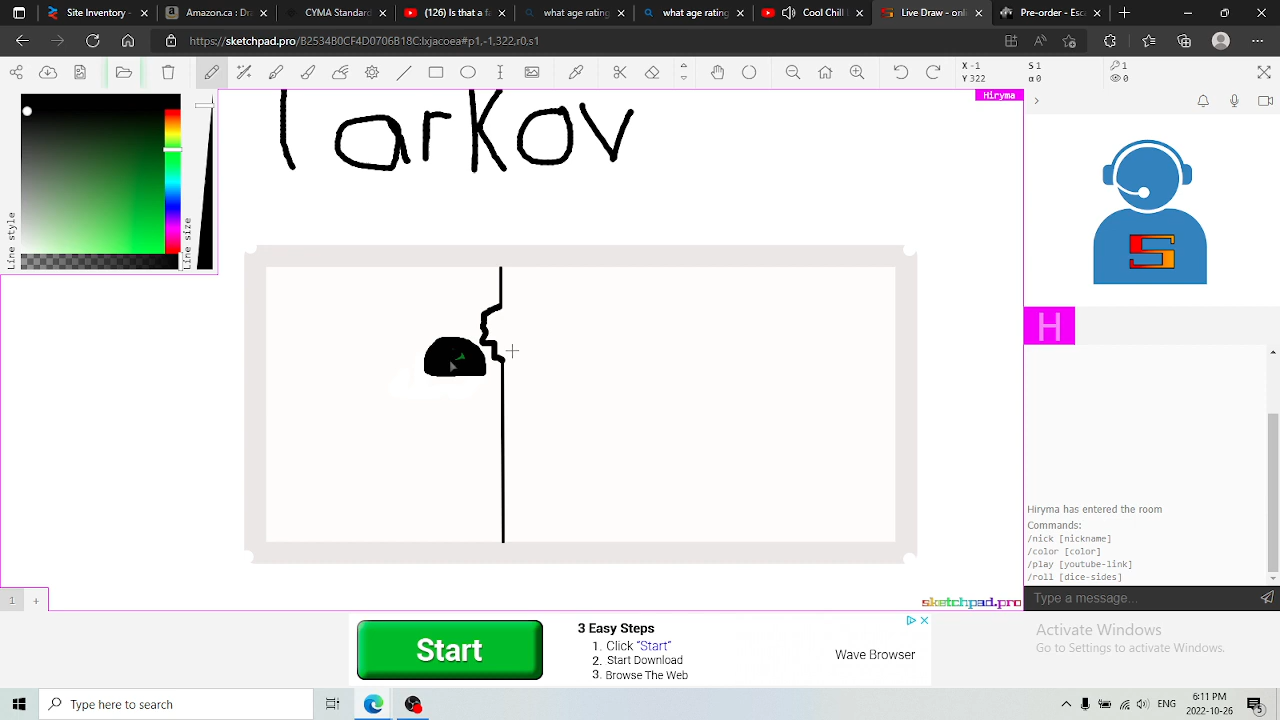 Site Inventory
Amazon.ca : Dr
CYMA Standard
(126) Is that a f
what age rating
what age rating
Cool Chil
Live Draw - onli
Pre-order - Esc
https://sketchpad.pro/B2534B0CF4D0706B18C:lxjacoea#p1,-1,322,r0,s1
X -1
Y 322
S 1
α 0
1
0
Line style
Line size
Hiryma
Tarkov
H
Hiryma has entered the room
Commands:
/nick [nickname]
/color [color]
/play [youtube-link]
/roll [dice-sides]
Type a message...
1 +
sketchpad.pro
Start
3 Easy Steps
1. Click "Start"
2. Start Download
3. Browse The Web
Wave Browser
Activate Windows
Go to Settings to activate Windows.
Type here to search
6:11 PM
2022-10-26
5